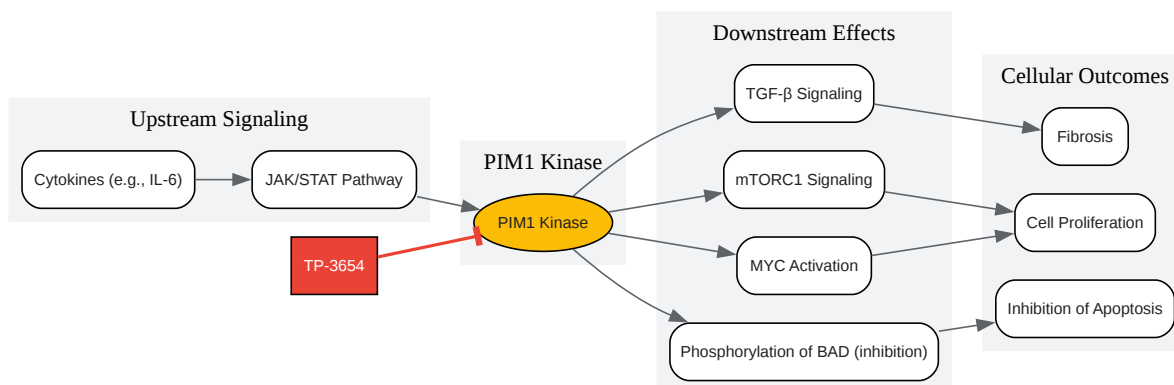 Upstream Signaling
Cytokines (e.g., IL-6)
JAK/STAT Pathway
TP-3654
PIM1 Kinase
PIM1 Kinase
Downstream Effects
TGF-β Signaling
mTORC1 Signaling
MYC Activation
Phosphorylation of BAD (inhibition)
Cellular Outcomes
Fibrosis
Cell Proliferation
Inhibition of Apoptosis